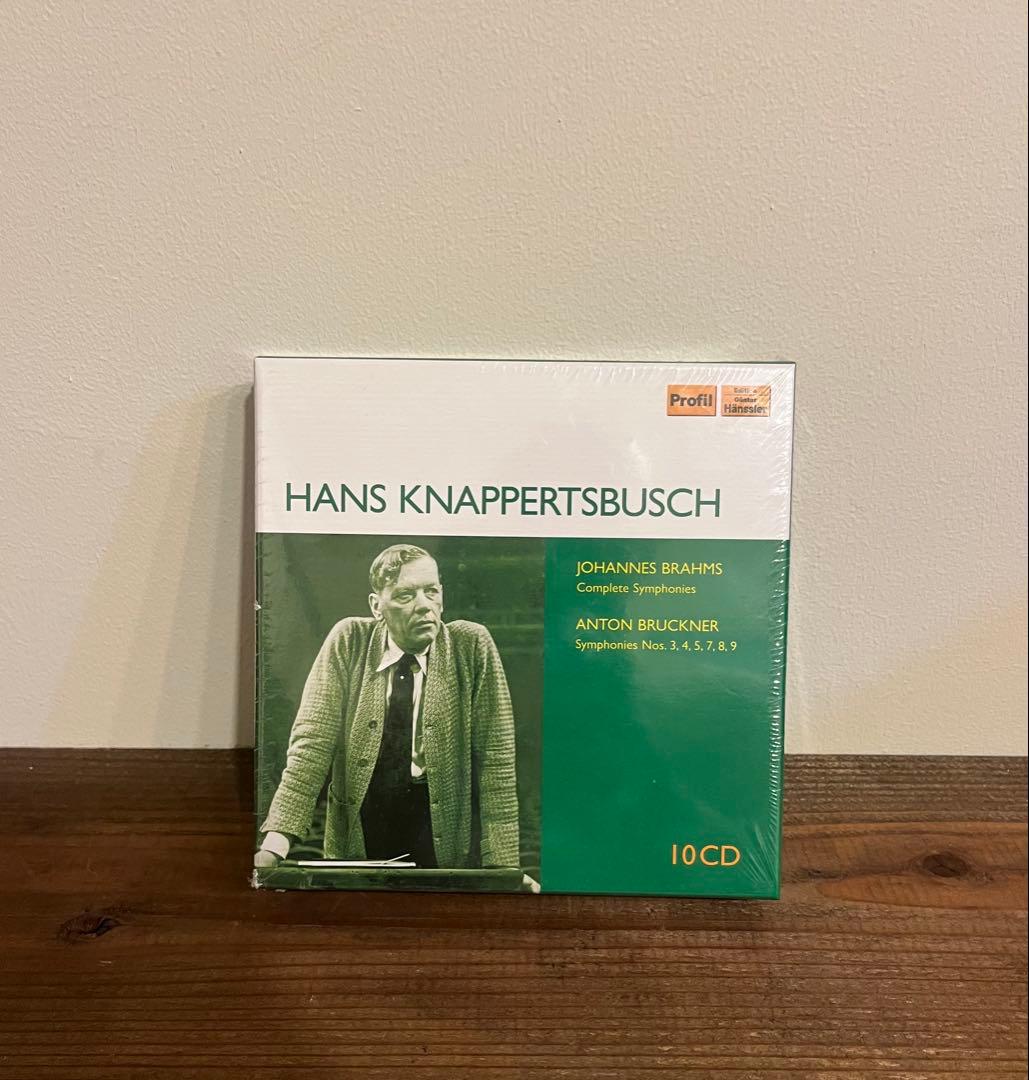 Profil
Edition
Günter
Hänssler
HANS KNAPPERTSBUSCH
JOHANNES BRAHMS
Complete Symphonies
ANTON BRUCKNER
Symphonies Nos. 3, 4, 5, 7, 8, 9
10CD